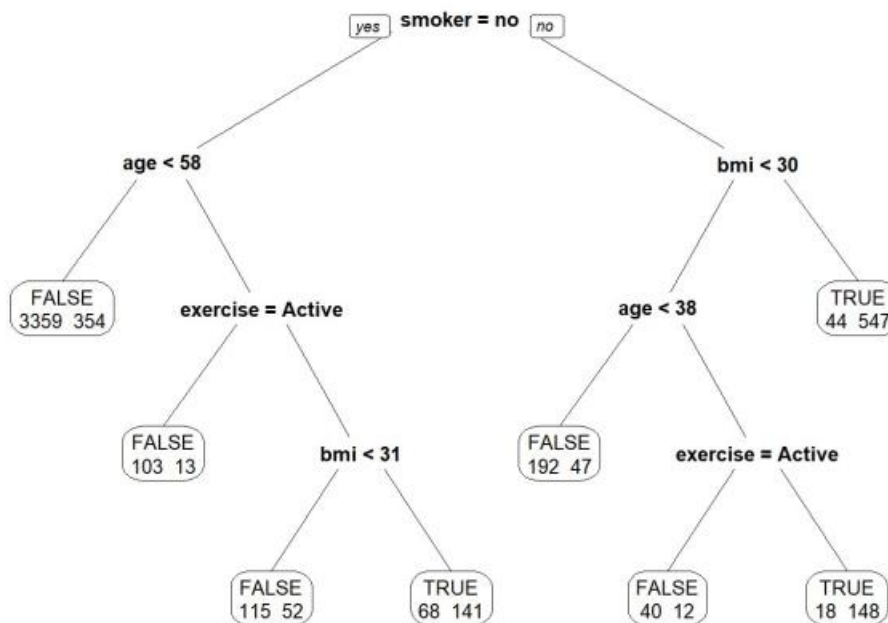 yes smoker = no no
age < 58 bmi < 30
FALSE
3359 354
exercise = Active
age < 38
TRUE
44 547
FALSE
103 13
bmi < 31
FALSE
192 47
exercise = Active
FALSE
115 52
TRUE
68 141
FALSE
40 12
TRUE
18 148